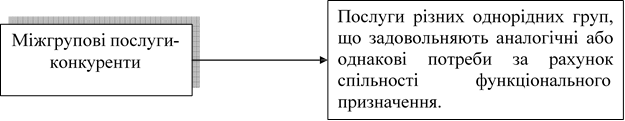 Міжгрупові послуги-
конкуренти
Послуги різних однорідних груп,
що задовольняють аналогічні або
однакові потреби за рахунок
спільності функціонального
призначення.